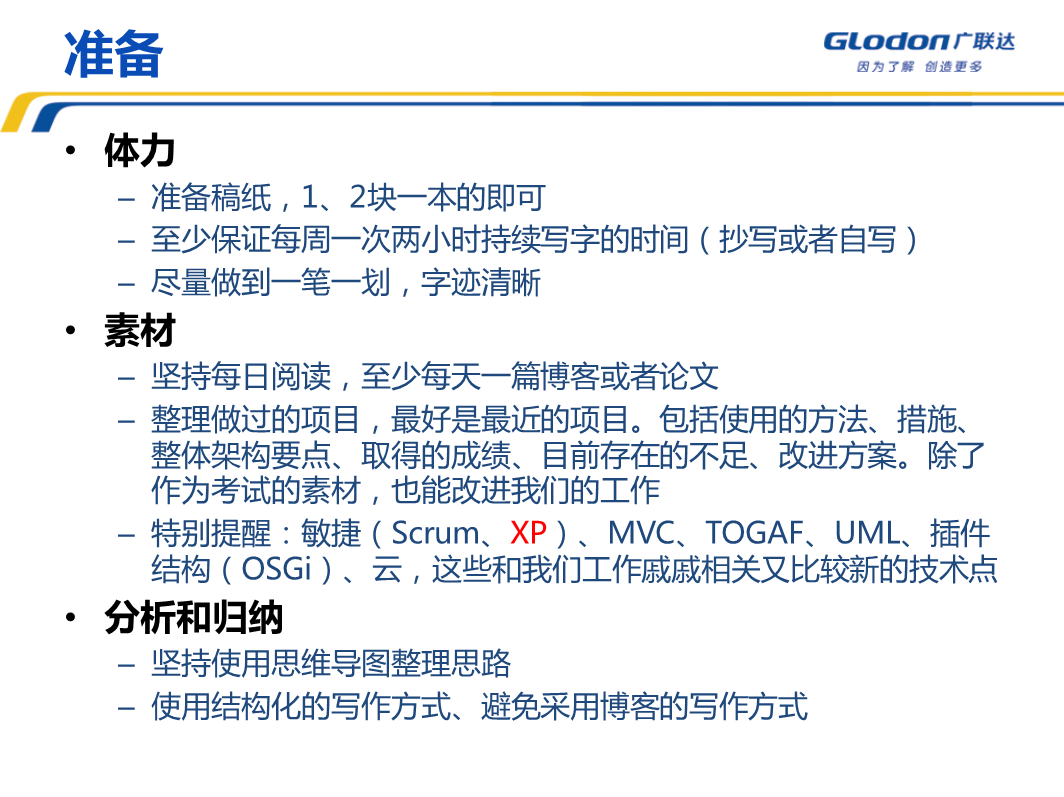 准备
GLodon广联达
因为了解 创造更多
• 体力
– 准备稿纸，1、2块一本的即可
– 至少保证每周一次两小时持续写字的时间（抄写或者自写）
– 尽量做到一笔一划，字迹清晰
• 素材
– 坚持每日阅读，至少每天一篇博客或者论文
– 整理做过的项目，最好是最近的项目。包括使用的方法、措施、
整体架构要点、取得的成绩、目前存在的不足、改进方案。除了
作为考试的素材，也能改进我们的工作
– 特别提醒：敏捷（Scrum、XP）、MVC、TOGAF、UML、插件
结构（OSGi）、云，这些和我们工作戚戚相关又比较新的技术点
• 分析和归纳
– 坚持使用思维导图整理思路
– 使用结构化的写作方式、避免采用博客的写作方式